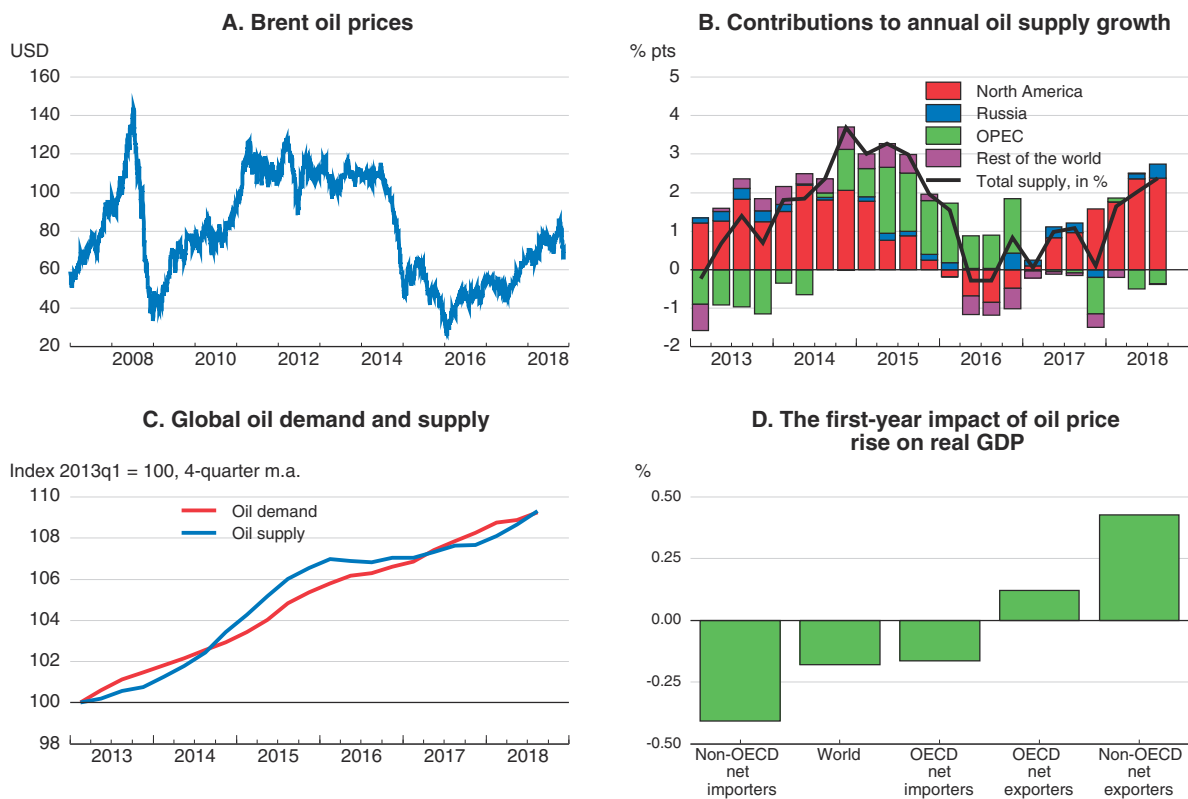 A. Brent oil prices
USD
160
140
120
100
80
60
40
20
2008 2010 2012 2014 2016 2018
B. Contributions to annual oil supply growth
% pts
5
4
3
2
1
0
-1
-2
North America
Russia
OPEC
Rest of the world
Total supply, in %
2013 2014 2015 2016 2017 2018
C. Global oil demand and supply
Index 2013q1 = 100, 4-quarter m.a.
110
108
106
104
102
100
98
Oil demand
Oil supply
2013 2014 2015 2016 2017 2018
D. The first-year impact of oil price
rise on real GDP
%
0.50
0.25
0.00
-0.25
-0.50
Non-OECD
net
importers
World
OECD
net
importers
OECD
net
exporters
Non-OECD
net
exporters